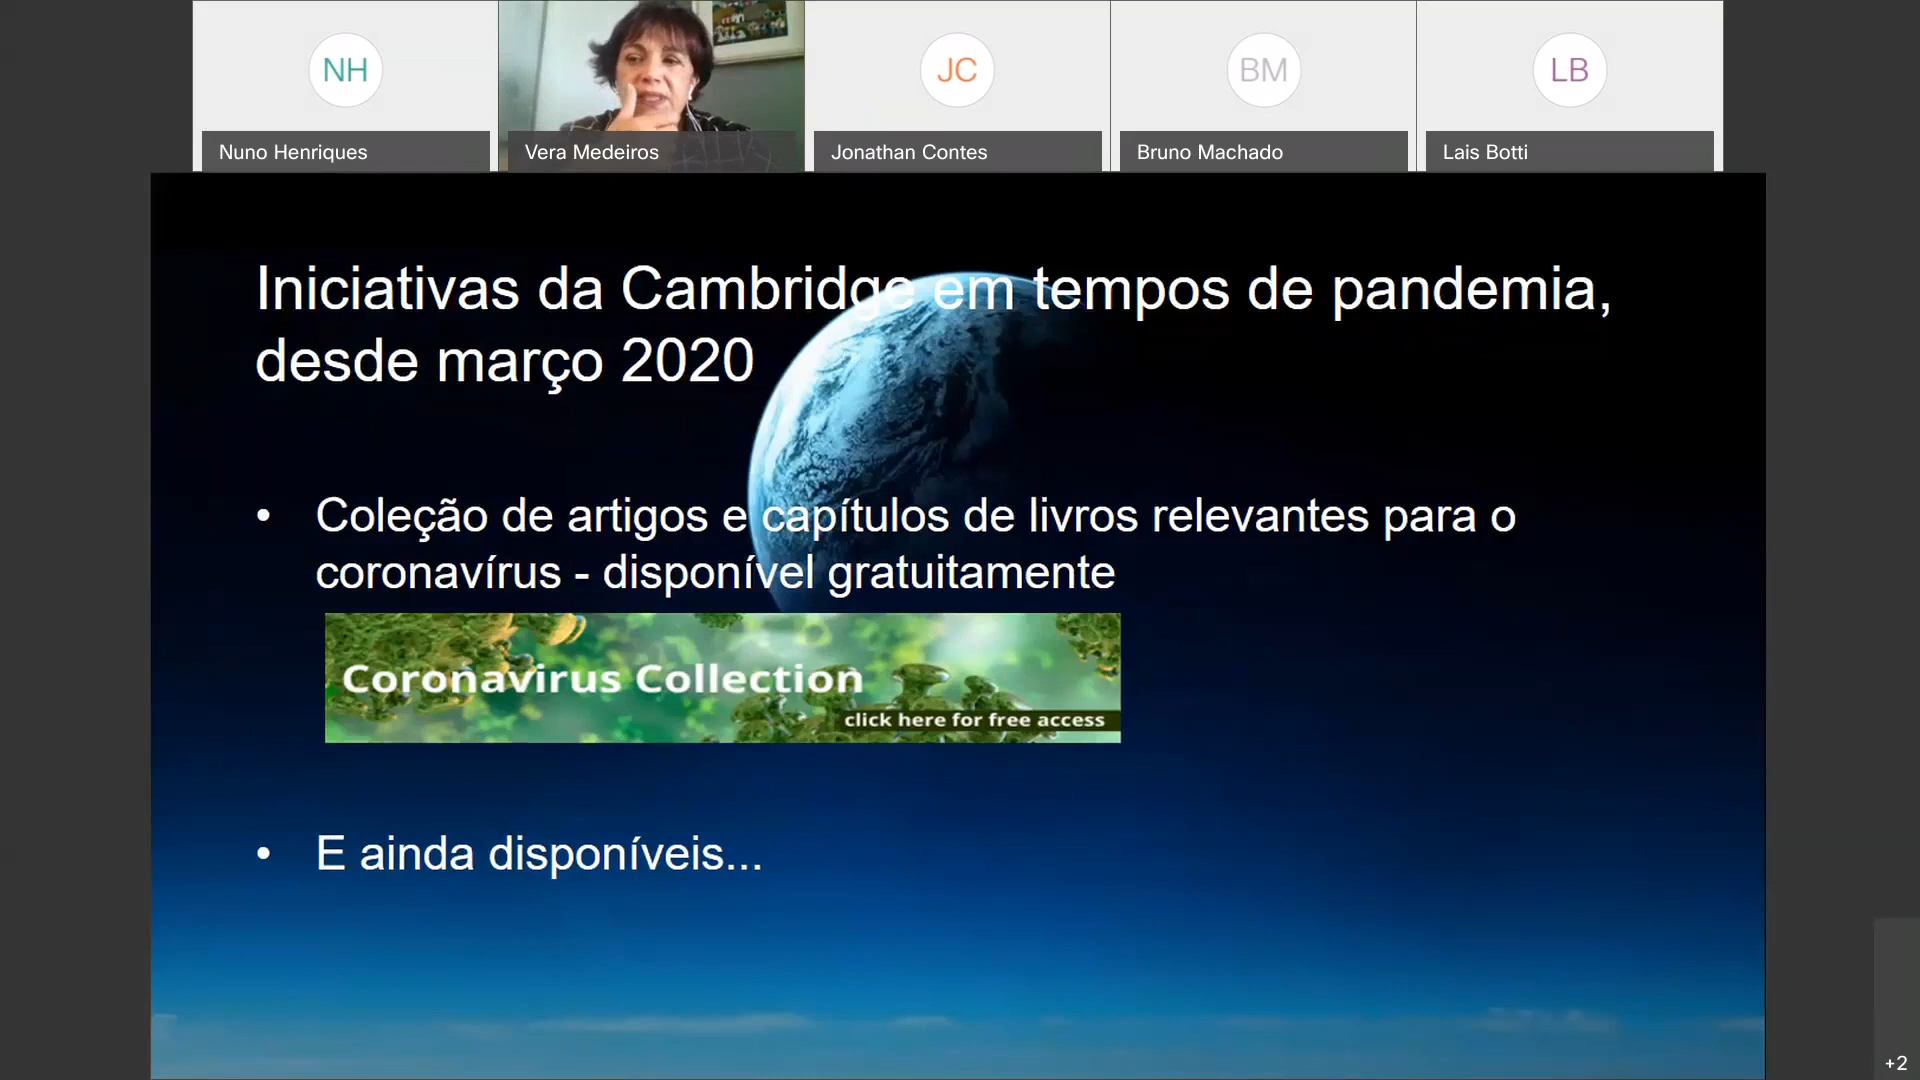 NH
JC
BM
LB
Nuno Henriques
Vera Medeiros
Jonathan Contes
Bruno Machado
Lais Botti
Iniciativas da Cambridge em tempos de pandemia,
desde março 2020
• Coleção de artigos e capítulos de livros relevantes para o
coronavírus - disponível gratuitamente
Coronavirus Collection
click here for free access
• E ainda disponíveis...
+2